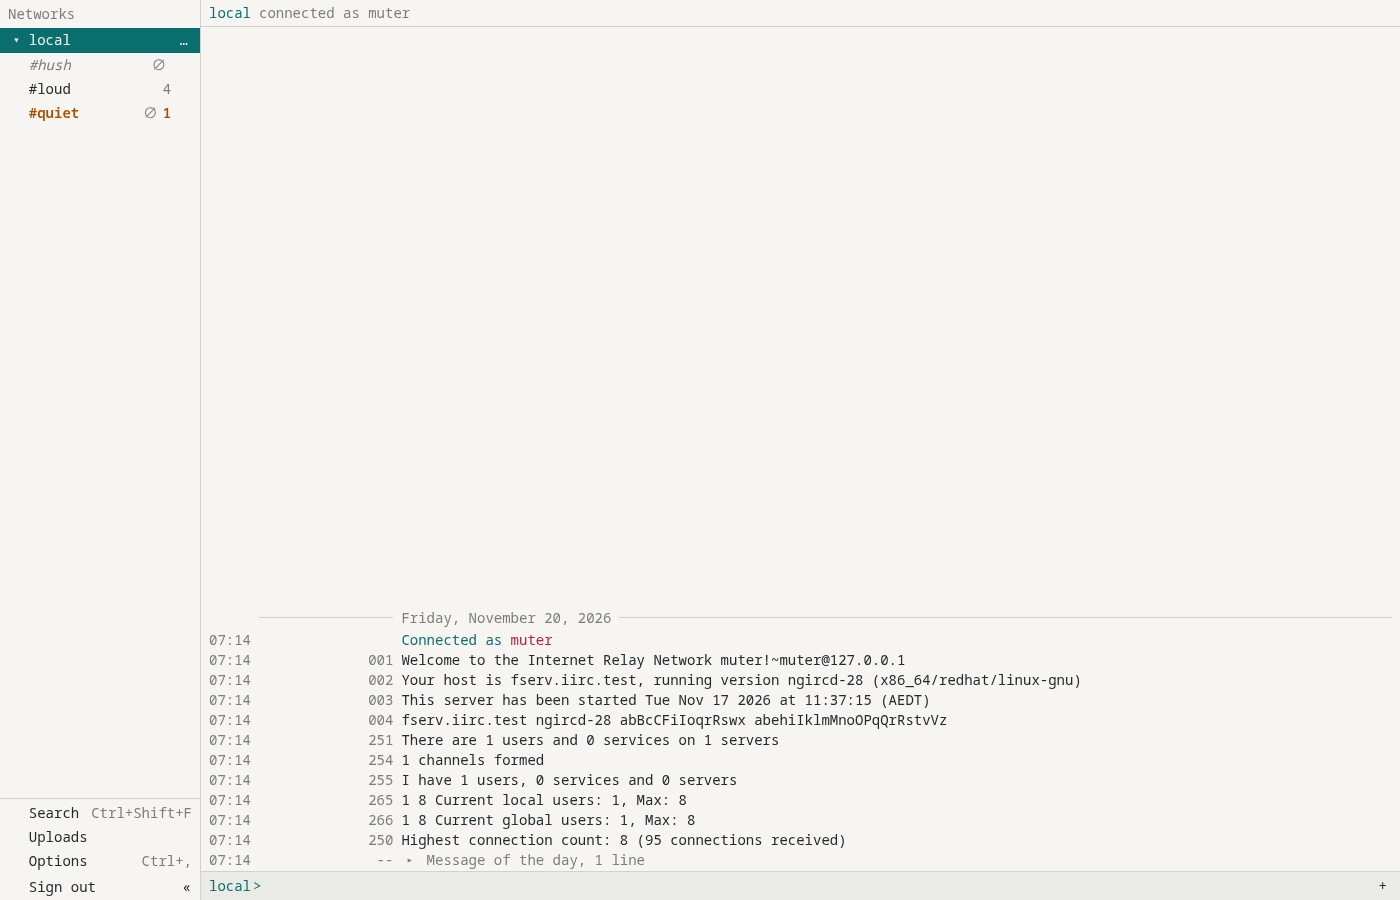 Networks
▾ local …
#hush ∅
#loud 4
#quiet ∅ 1
Search Ctrl+Shift+F
Uploads
Options Ctrl+,
Sign out «
local connected as muter
Friday, November 20, 2026
07:14 Connected as muter
07:14 001 Welcome to the Internet Relay Network muter!~muter@127.0.0.1
07:14 002 Your host is fserv.iirc.test, running version ngircd-28 (x86_64/redhat/linux-gnu)
07:14 003 This server has been started Tue Nov 17 2026 at 11:37:15 (AEDT)
07:14 004 fserv.iirc.test ngircd-28 abBcCFiIoqrRswx abehiIklmMnoOPqQrRstvVz
07:14 251 There are 1 users and 0 services on 1 servers
07:14 254 1 channels formed
07:14 255 I have 1 users, 0 services and 0 servers
07:14 265 1 8 Current local users: 1, Max: 8
07:14 266 1 8 Current global users: 1, Max: 8
07:14 250 Highest connection count: 8 (95 connections received)
07:14 -- ▸ Message of the day, 1 line
local> +